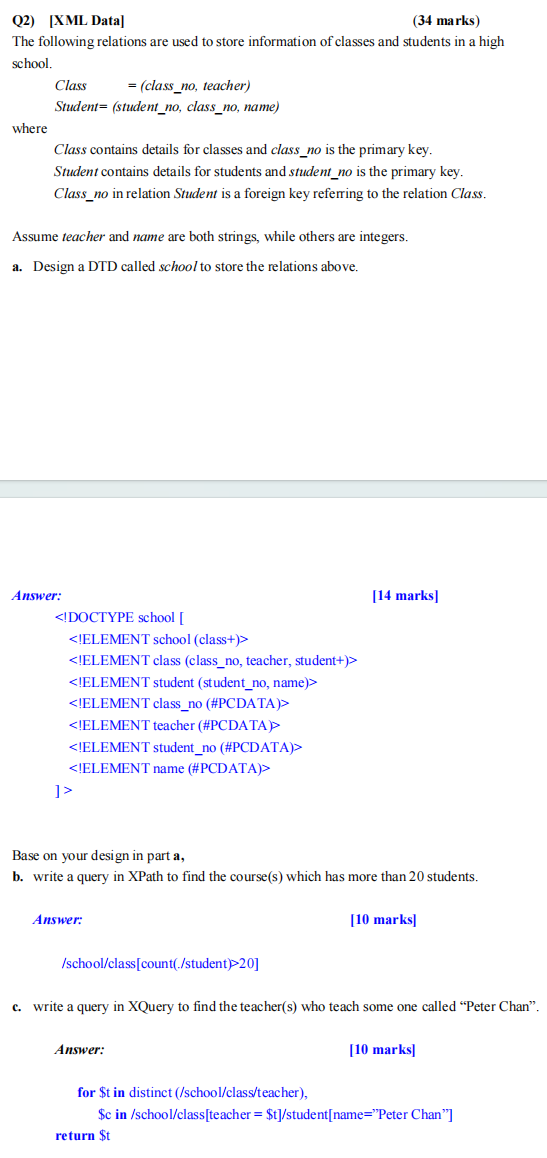 Q2) [XML Data] (34 marks)
The following relations are used to store information of classes and students in a high
school.
Class = (class_no, teacher)
Student= (student_no, class_no, name)
where
Class contains details for classes and class_no is the primary key.
Student contains details for students and student_no is the primary key.
Class_no in relation Student is a foreign key referring to the relation Class.
Assume teacher and name are both strings, while others are integers.
a. Design a DTD called school to store the relations above.
Answer: [14 marks]
<!DOCTYPE school [
<!ELEMENT school (class+)>
<!ELEMENT class (class_no, teacher, student+)>
<!ELEMENT student (student_no, name)>
<!ELEMENT class_no (#PCDATA)>
<!ELEMENT teacher (#PCDATA)>
<!ELEMENT student_no (#PCDATA)>
<!ELEMENT name (#PCDATA)>
]>
Base on your design in part a,
b. write a query in XPath to find the course(s) which has more than 20 students.
Answer: [10 marks]
/school/class[count(./student)>20]
c. write a query in XQuery to find the teacher(s) who teach some one called “Peter Chan”.
Answer: [10 marks]
for $t in distinct (/school/class/teacher),
$c in /school/class[teacher = $t]/student[name=”Peter Chan”]
return $t